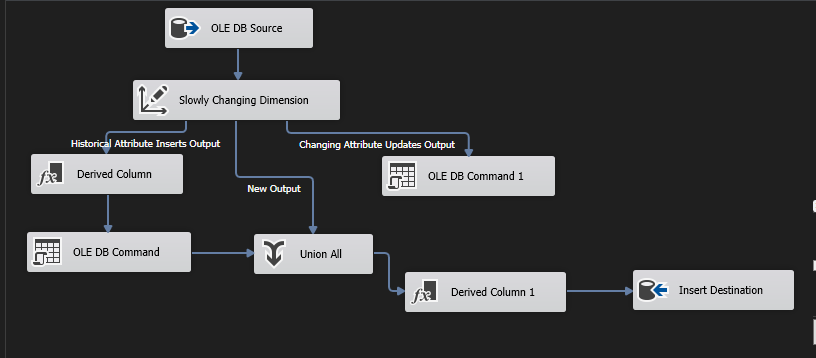 OLE DB Source
Slowly Changing Dimension
Historical Attribute Inserts Output
Changing Attribute Updates Output
Derived Column
New Output
OLE DB Command 1
OLE DB Command
Union All
Derived Column 1
Insert Destination